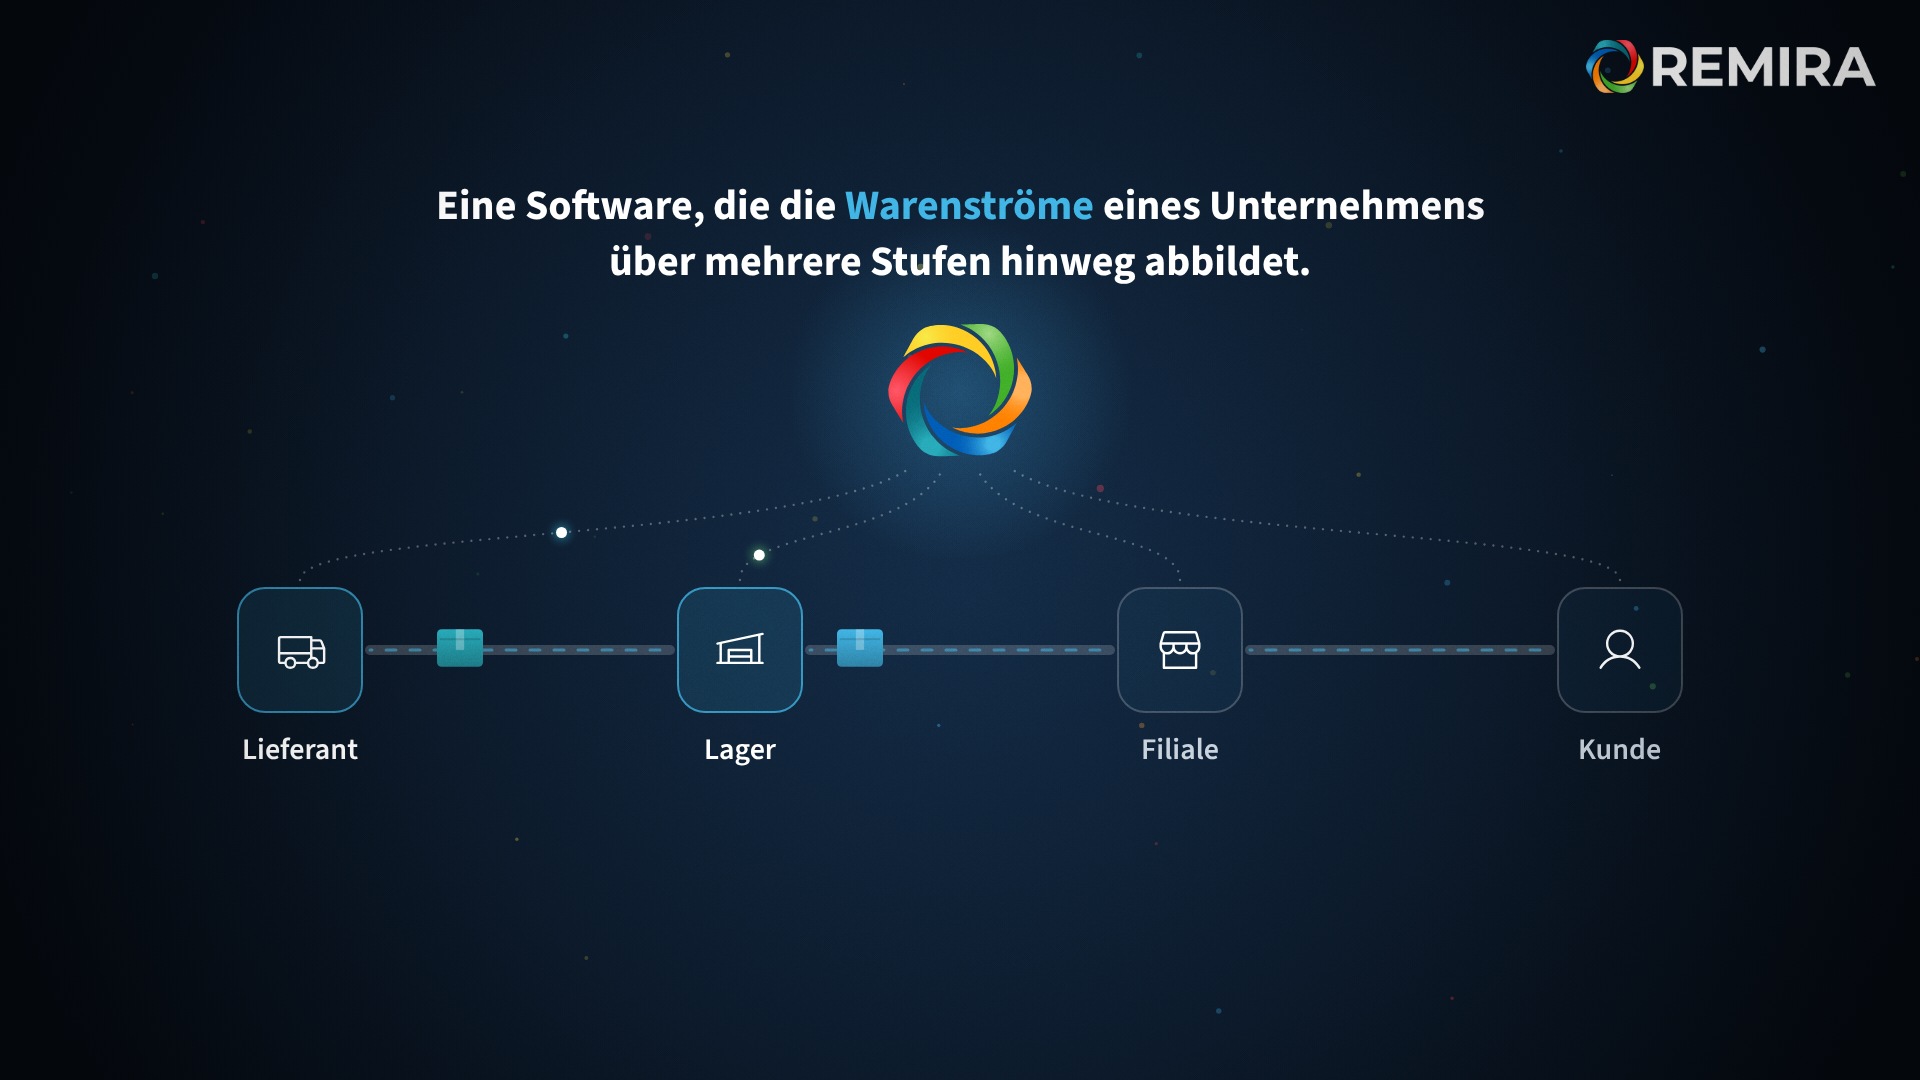 REMIRA
Eine Software, die die Warenströme eines Unternehmens
über mehrere Stufen hinweg abbildet.
Lieferant
Lager
Filiale
Kunde